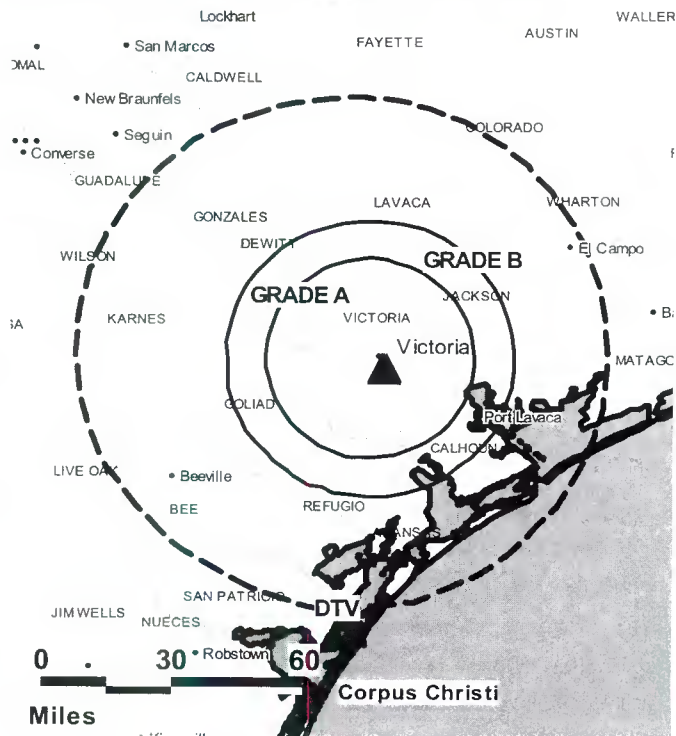 Lockhart
WALLER
San Marcos
FAYETTE
AUSTIN
CALDWELL
New Braunfels
COLORADO
Seguin
Converse
GUADALUPE
LAVACA
WHARTON
GONZALES
DEWITT
El Campo
WILSON
GRADE B
GRADE A
JACKSON
KARNES
VICTORIA
Victoria
MATAGO
GOLIAD
Port Lavaca
CALHOUN
LIVE OAK
Beeville
BEE
REFUGIO
ARANSAS
SAN PATRICIO
DTV
JIM WELLS
NUECES
Robstown
0 30 60
Corpus Christi
Miles